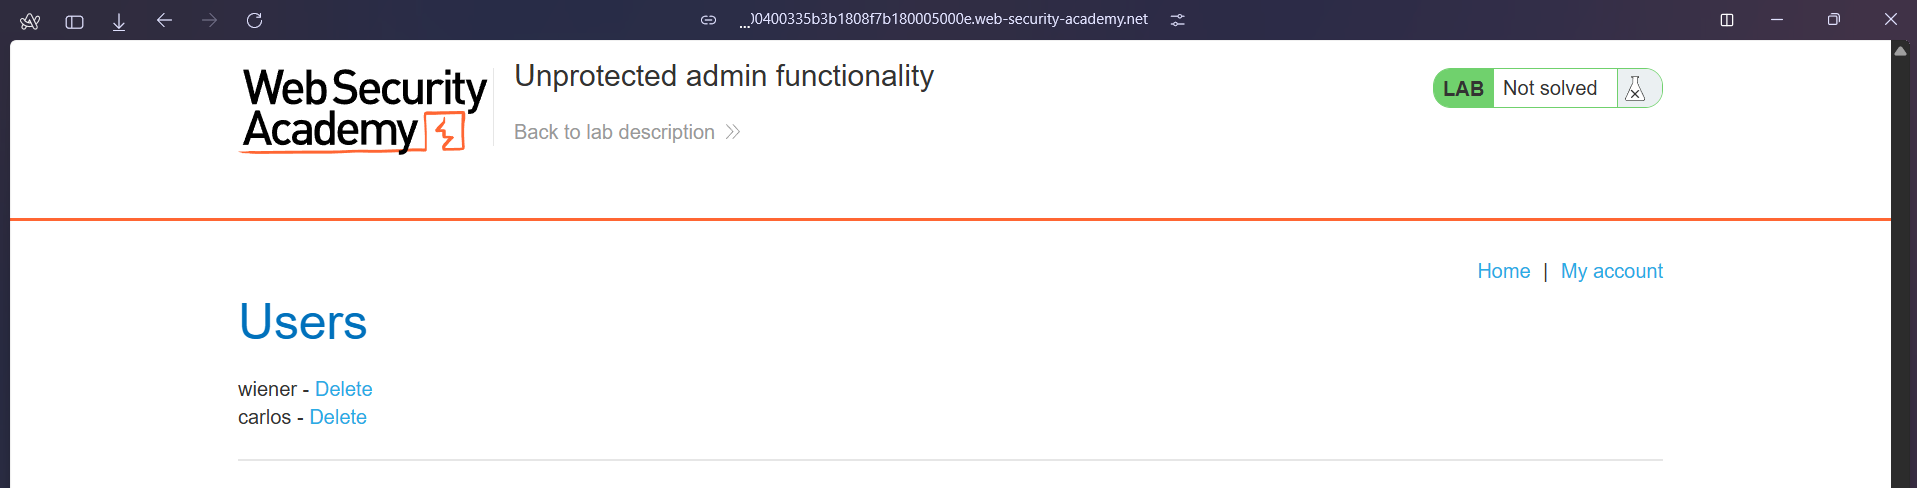 ...)00400335b3b1808f7b180005000e.web-security-academy.net
Web Security
Academy
Unprotected admin functionality
Back to lab description >>
LAB Not solved
Home | My account
Users
wiener - Delete
carlos - Delete